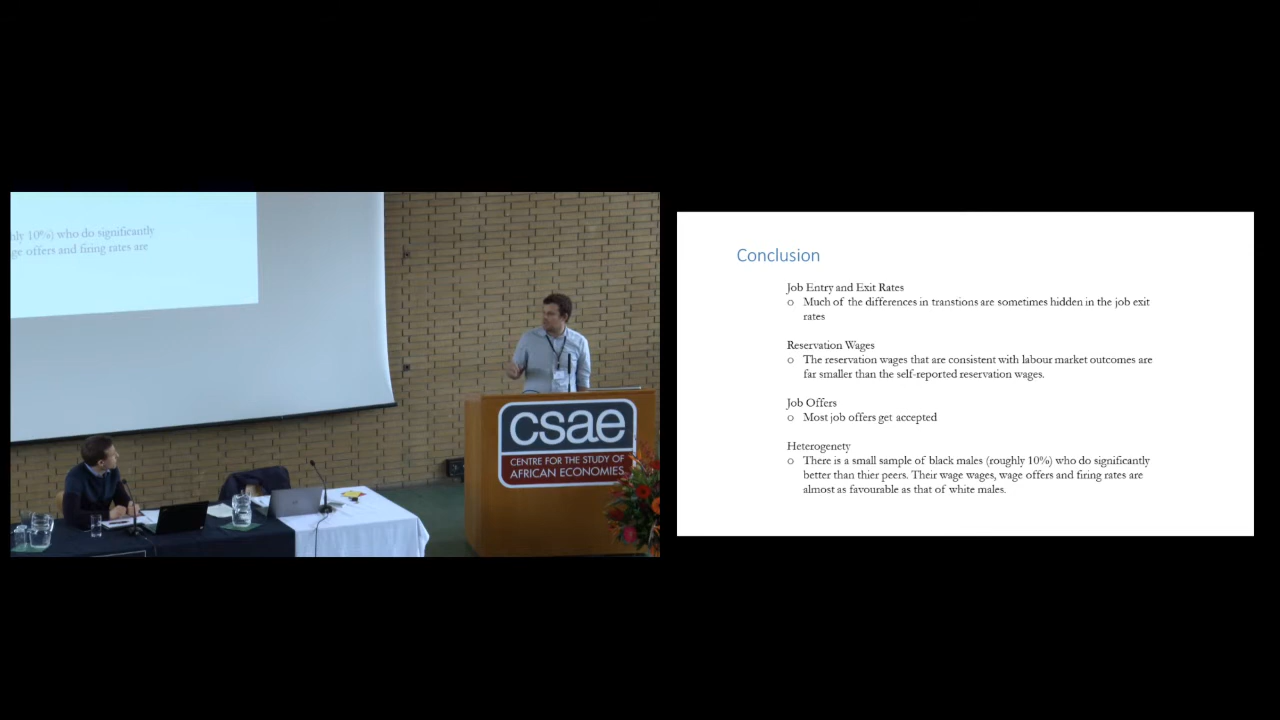 nly 10%) who do significantly
ge offers and firing rates are
csae
CENTRE FOR THE STUDY OF
AFRICAN ECONOMIES
Conclusion
Job Entry and Exit Rates
o Much of the differences in transtions are sometimes hidden in the job exit
rates
Reservation Wages
o The reservation wages that are consistent with labour market outcomes are
far smaller than the self-reported reservation wages.
Job Offers
o Most job offers get accepted
Heterogenety
o There is a small sample of black males (roughly 10%) who do significantly
better than thier peers. Their wage wages, wage offers and firing rates are
almost as favourable as that of white males.